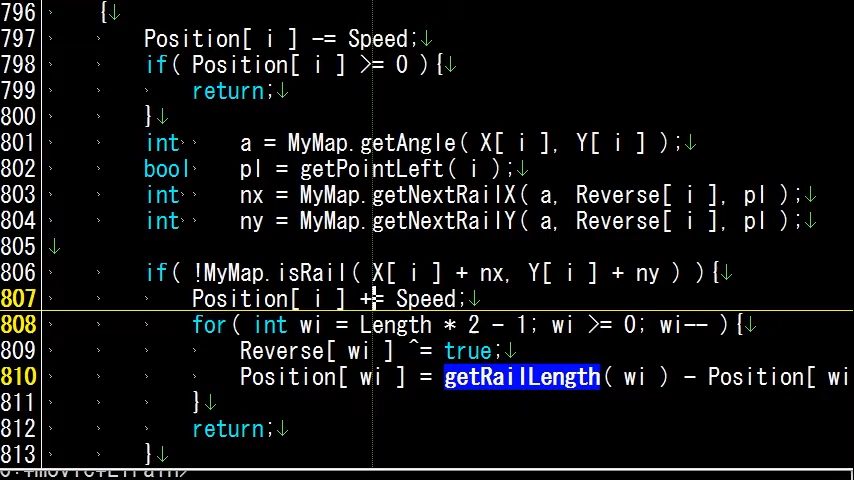 796 {↓
797 Position[ i ] -= Speed;↓
798 if( Position[ i ] >= 0 ){↓
799 return;↓
800 }↓
801 int a = MyMap.getAngle( X[ i ], Y[ i ] );↓
802 bool pl = getPointLeft( i );↓
803 int nx = MyMap.getNextRailX( a, Reverse[ i ], pl );↓
804 int ny = MyMap.getNextRailY( a, Reverse[ i ], pl );↓
805 ↓
806 if( !MyMap.isRail( X[ i ] + nx, Y[ i ] + ny ) ){↓
807 Position[ i ] += Speed;↓
808 for( int wi = Length * 2 - 1; wi >= 0; wi-- ){↓
809 Reverse[ wi ] ^= true;↓
810 Position[ wi ] = getRailLength( wi ) - Position[ wi
811 }↓
812 return;↓
813 }↓